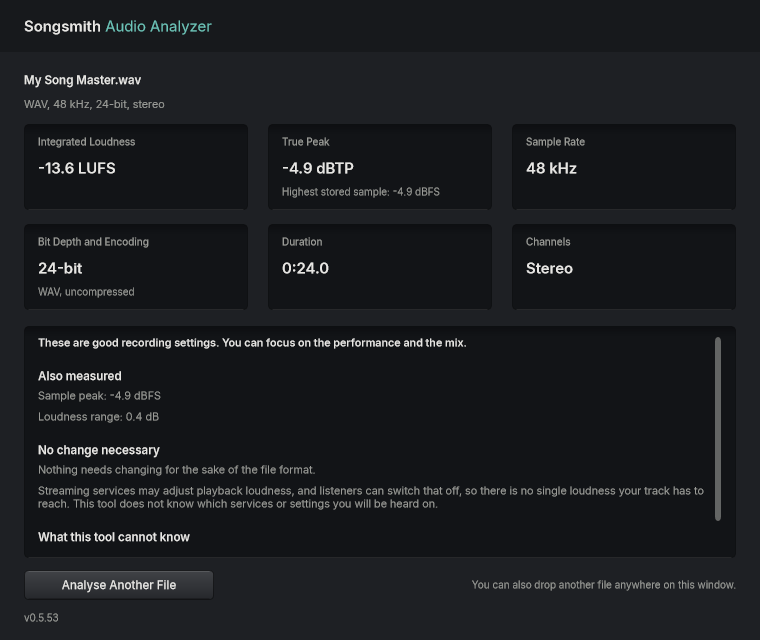 Songsmith Audio Analyzer
My Song Master.wav
WAV, 48 kHz, 24-bit, stereo
Integrated Loudness
-13.6 LUFS
True Peak
-4.9 dBTP
Highest stored sample: -4.9 dBFS
Sample Rate
48 kHz
Bit Depth and Encoding
24-bit
WAV, uncompressed
Duration
0:24.0
Channels
Stereo
These are good recording settings. You can focus on the performance and the mix.
Also measured
Sample peak: -4.9 dBFS
Loudness range: 0.4 dB
No change necessary
Nothing needs changing for the sake of the file format.
Streaming services may adjust playback loudness, and listeners can switch that off, so there is no single loudness your track has to
reach. This tool does not know which services or settings you will be heard on.
What this tool cannot know
Analyse Another File
You can also drop another file anywhere on this window.
v0.5.53